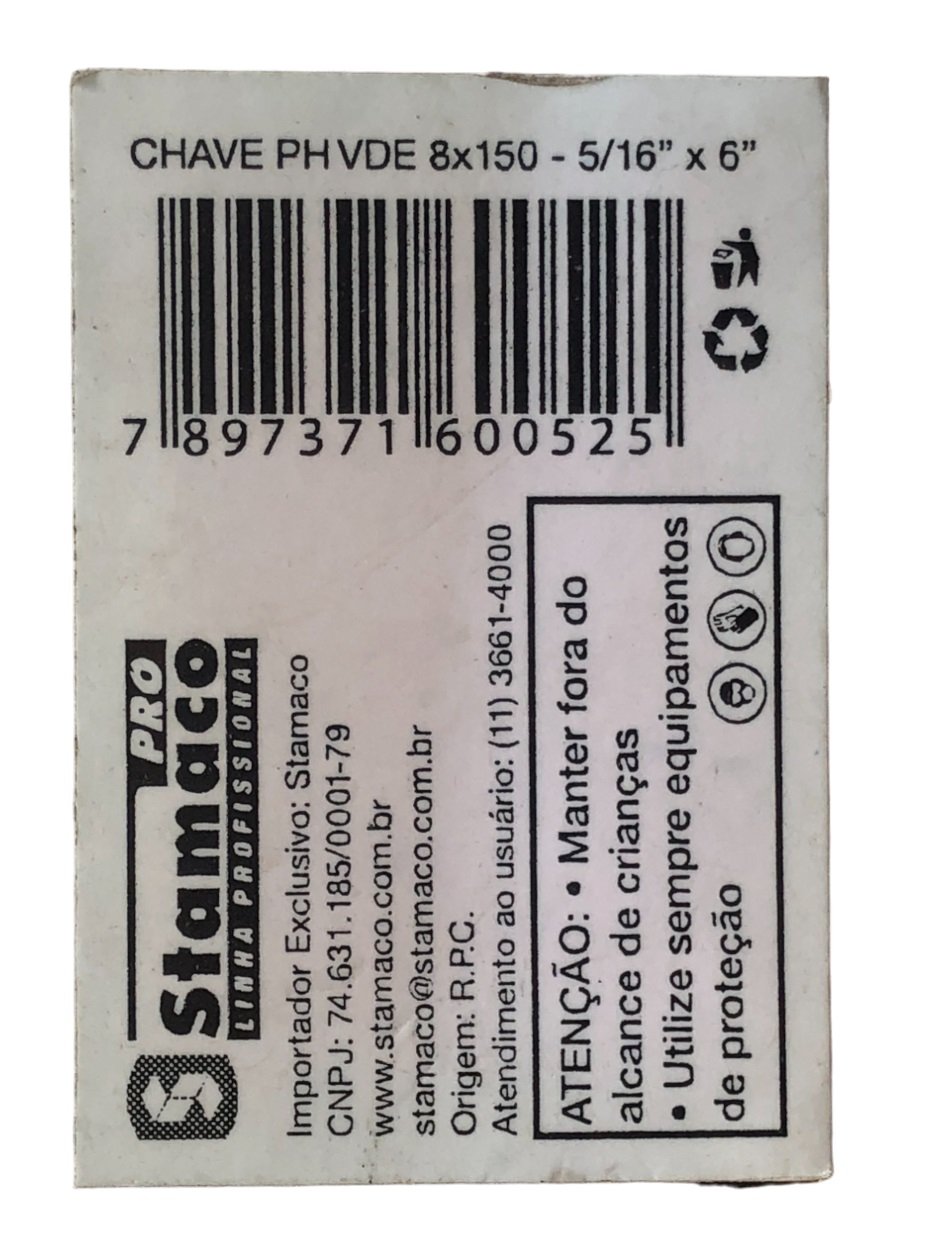 CHAVE PH VDE 8x150 - 5/16” x 6”
7 897371 600525
PRO
Stamaco
LINHA PROFISSIONAL
Importador Exclusivo: Stamaco
CNPJ: 74.631.185/0001-79
www.stamaco.com.br
stamaco@stamaco.com.br
Origem: R.P.C.
Atendimento ao usuário: (11) 3661-4000
ATENÇÃO: • Manter fora do
alcance de crianças
• Utilize sempre equipamentos
de proteção